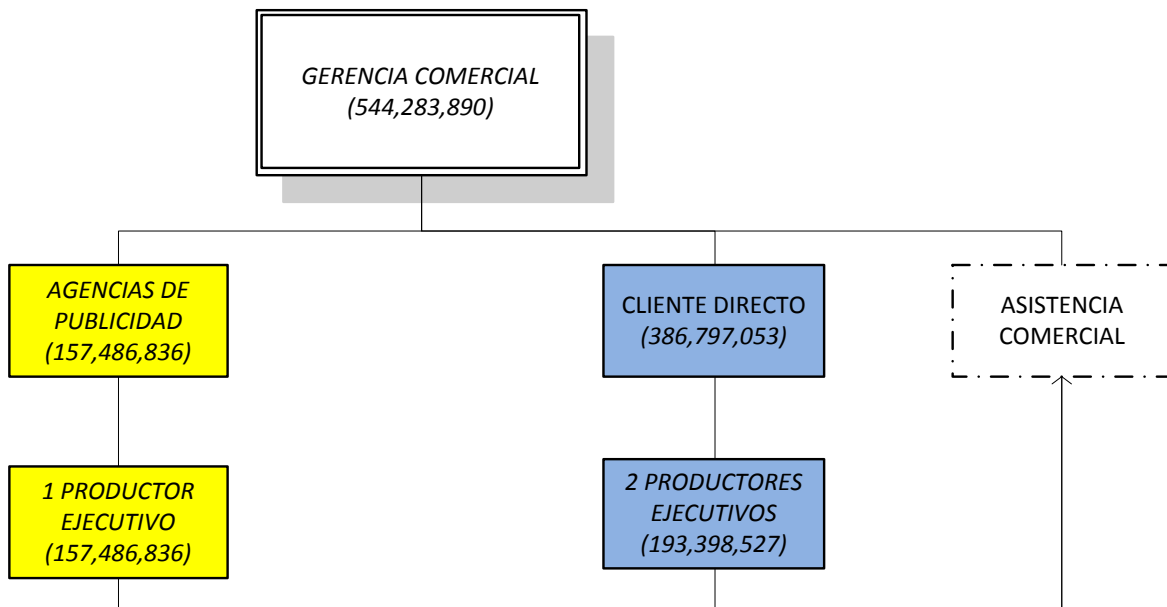 GERENCIA COMERCIAL
(544,283,890)
AGENCIAS DE
PUBLICIDAD
(157,486,836)
CLIENTE DIRECTO
(386,797,053)
ASISTENCIA
COMERCIAL
1 PRODUCTOR
EJECUTIVO
(157,486,836)
2 PRODUCTORES
EJECUTIVOS
(193,398,527)